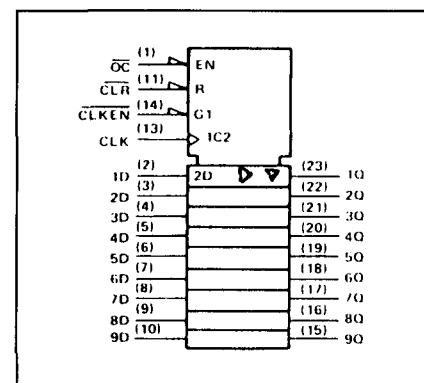 OC (1) EN
CLR (11) R
CLKEN (14) G1
CLK (13) 1C2
1D (2) 2D (23) 1Q
2D (3) (22) 2Q
3D (4) (21) 3Q
4D (5) (20) 4Q
5D (6) (19) 5Q
6D (7) (18) 6Q
7D (8) (17) 7Q
8D (9) (16) 8Q
9D (10) (15) 9Q